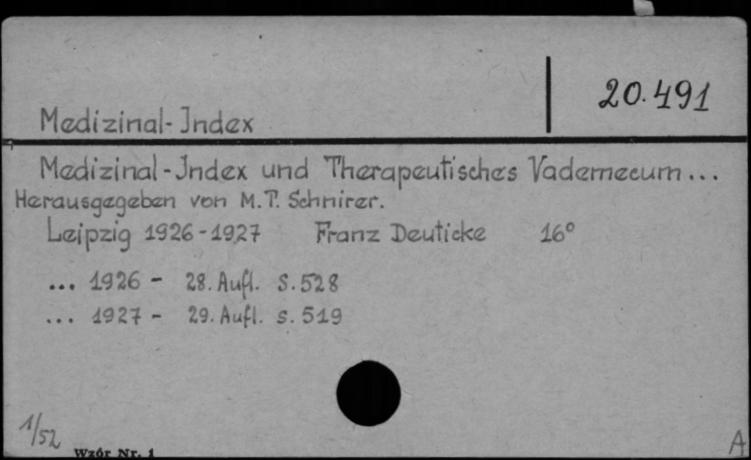 20.491
Medizinal-Index
Medizinal-Index und Therapeutisches Vademecum...
Herausgegeben von M.T. Schnirer.
Leipzig 1926-1927 Franz Deuticke 16°
... 1926 - 28. Aufl. S. 528
... 1927 - 29. Aufl. S. 519
1/52
Wzór Nr. 1
A